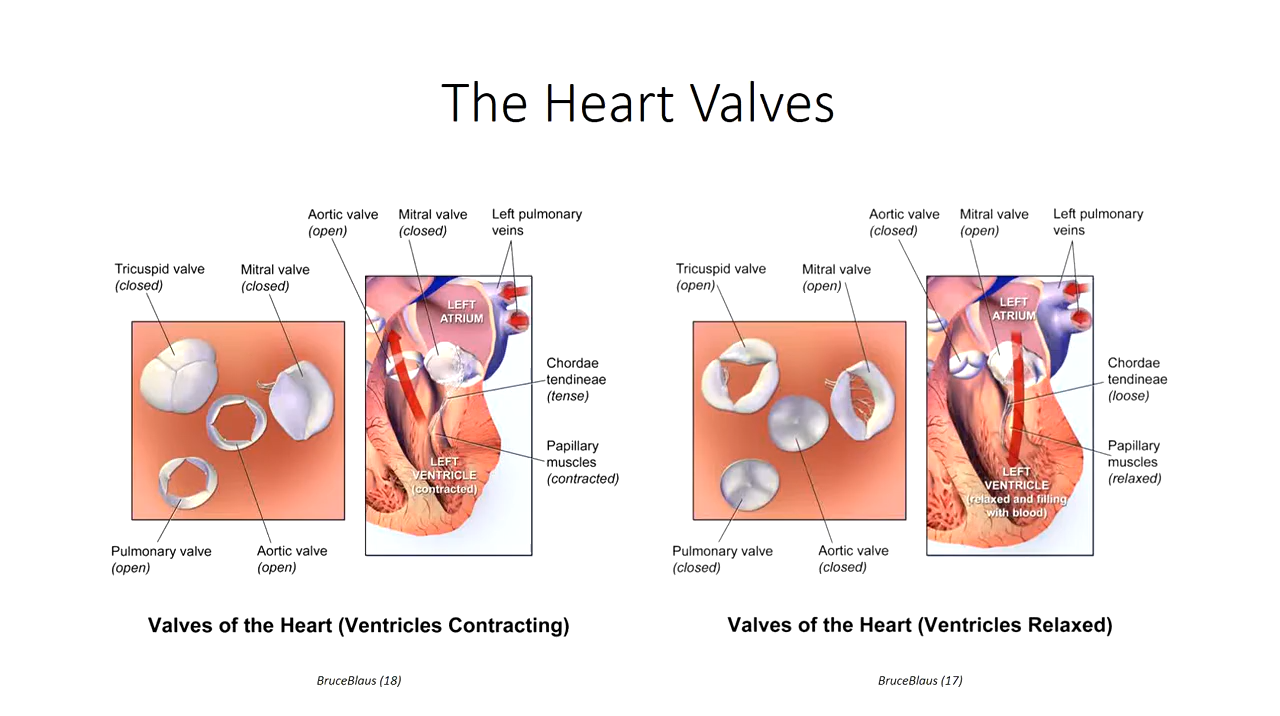 The Heart Valves
Aortic valve
(open)
Mitral valve
(closed)
Left pulmonary
veins
Tricuspid valve
(closed)
Mitral valve
(closed)
LEFT
ATRIUM
Chordae
tendineae
(tense)
Papillary
muscles
(contracted)
LEFT
VENTRICLE
(contracted)
Pulmonary valve
(open)
Aortic valve
(open)
Valves of the Heart (Ventricles Contracting)
BruceBlaus (18)
Aortic valve
(closed)
Mitral valve
(open)
Left pulmonary
veins
Tricuspid valve
(open)
Mitral valve
(open)
LEFT
ATRIUM
Chordae
tendineae
(loose)
Papillary
muscles
(relaxed)
LEFT
VENTRICLE
(relaxed and filling
with blood)
Pulmonary valve
(closed)
Aortic valve
(closed)
Valves of the Heart (Ventricles Relaxed)
BruceBlaus (17)